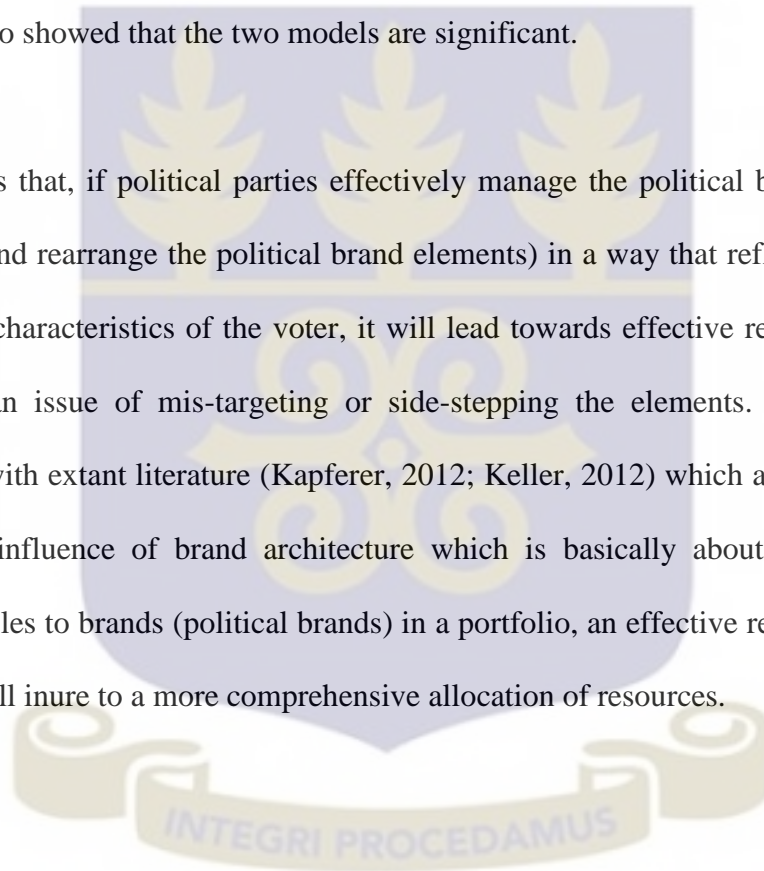 o showed that the two models are significant.
s that, if political parties effectively manage the political b
nd rearrange the political brand elements) in a way that refl
characteristics of the voter, it will lead towards effective re
an issue of mis-targeting or side-stepping the elements.
with extant literature (Kapferer, 2012; Keller, 2012) which a
influence of brand architecture which is basically about
les to brands (political brands) in a portfolio, an effective re
ll inure to a more comprehensive allocation of resources.
INTEGRI PROCEDAMUS